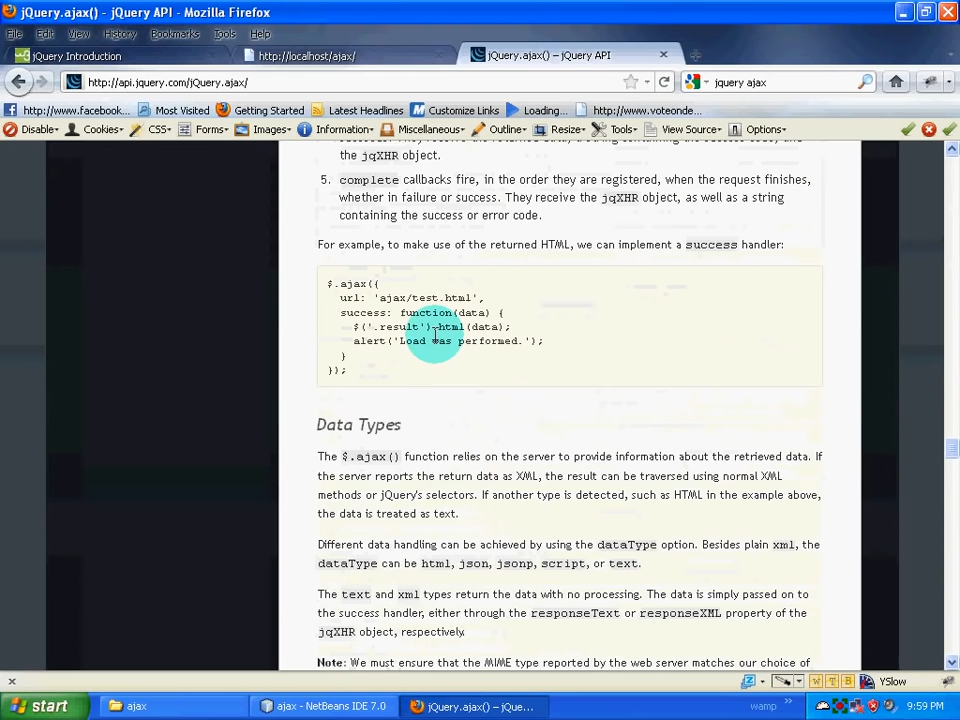 jQuery.ajax() – jQuery API - Mozilla Firefox
File Edit View History Bookmarks Tools Help
jQuery Introduction http://localhost/ajax/ jQuery.ajax() – jQuery API
http://api.jquery.com/jQuery.ajax/ jquery ajax
http://www.facebook... Most Visited Getting Started Latest Headlines Customize Links Loading... http://www.voteonde...
Disable Cookies CSS Forms Images Information Miscellaneous Outline Resize Tools View Source Options
the jqXHR object.
5. complete callbacks fire, in the order they are registered, when the request finishes,
whether in failure or success. They receive the jqXHR object, as well as a string
containing the success or error code.
For example, to make use of the returned HTML, we can implement a success handler:
$.ajax({
url: 'ajax/test.html',
success: function(data) {
$('.result').html(data);
alert('Load was performed.');
}
});
Data Types
The $.ajax() function relies on the server to provide information about the retrieved data. If
the server reports the return data as XML, the result can be traversed using normal XML
methods or jQuery's selectors. If another type is detected, such as HTML in the example above,
the data is treated as text.
Different data handling can be achieved by using the dataType option. Besides plain xml, the
dataType can be html, json, jsonp, script, or text.
The text and xml types return the data with no processing. The data is simply passed on to
the success handler, either through the responseText or responseXML property of the
jqXHR object, respectively.
Note: We must ensure that the MIME type reported by the web server matches our choice of
× W T B YSlow
start ajax ajax - NetBeans IDE 7.0 jQuery.ajax() – jQue... wamp » 9:59 PM